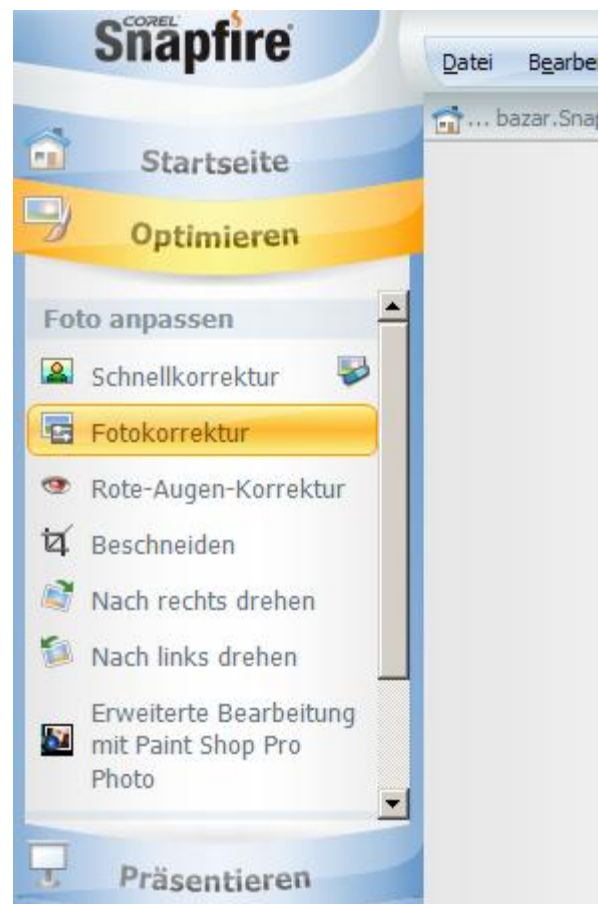 COREL
Snapfire
Datei
... bazar.Snap
Startseite
Optimieren
Foto anpassen
Schnellkorrektur
Fotokorrektur
Rote-Augen-Korrektur
Beschneiden
Nach rechts drehen
Nach links drehen
Erweiterte Bearbeitung
mit Paint Shop Pro
Photo
Präsentieren